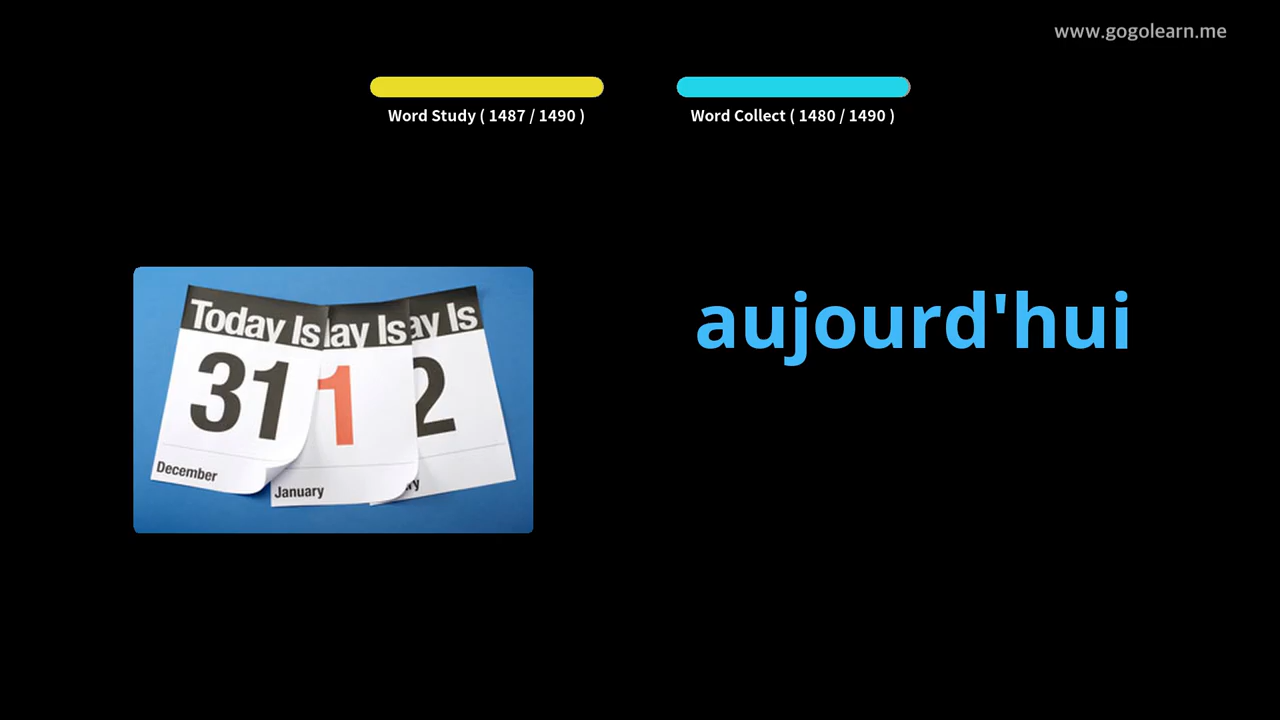 www.gogolearn.me
Word Study ( 1487 / 1490 )
Word Collect ( 1480 / 1490 )
aujourd'hui
Today Is
ay Is
ay Is
31
1
2
December
January
ry